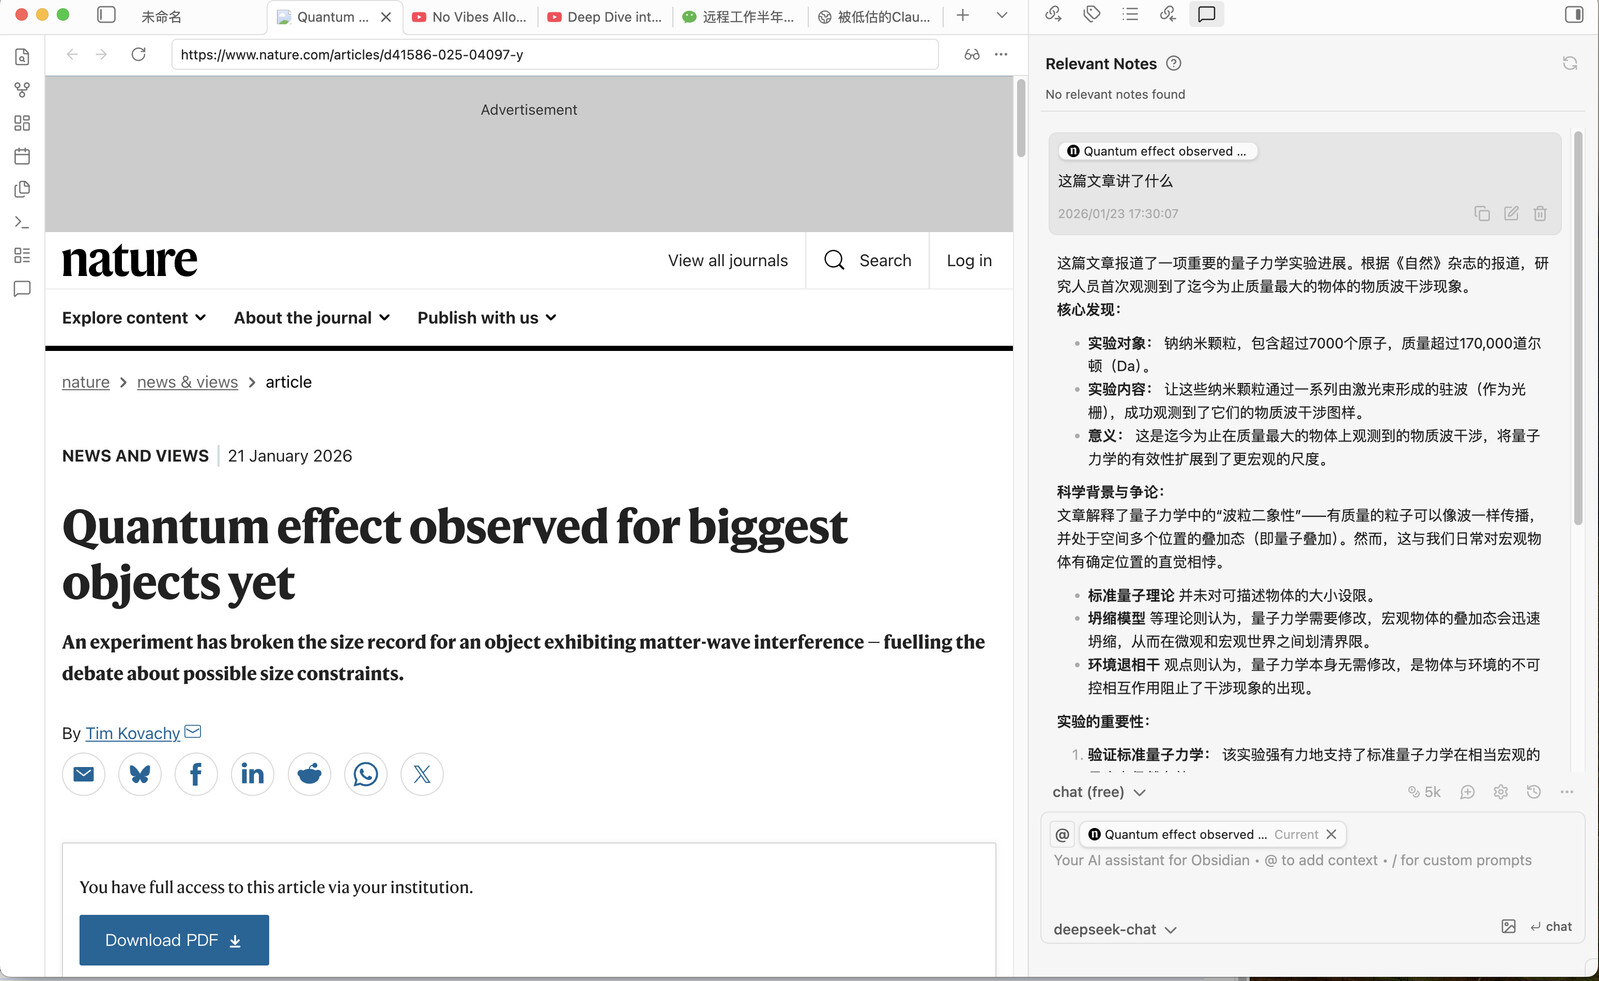 未命名
Quantum ...
No Vibes Allo...
Deep Dive int...
远程工作半年...
被低估的Clau...
https://www.nature.com/articles/d41586-025-04097-y
Advertisement
nature
View all journals
Search
Log in
Explore content
About the journal
Publish with us
nature > news & views > article
NEWS AND VIEWS
21 January 2026
Quantum effect observed for biggest
objects yet
An experiment has broken the size record for an object exhibiting matter-wave interference — fuelling the
debate about possible size constraints.
By Tim Kovachy
You have full access to this article via your institution.
Download PDF
Relevant Notes
No relevant notes found
Quantum effect observed ...
这篇文章讲了什么
2026/01/23 17:30:07
这篇文章报道了一项重要的量子力学实验进展。根据《自然》杂志的报道，研
究人员首次观测到了迄今为止质量最大的物体的物质波干涉现象。
核心发现：
• 实验对象： 钠纳米颗粒，包含超过7000个原子，质量超过170,000道尔
顿（Da）。
• 实验内容： 让这些纳米颗粒通过一系列由激光束形成的驻波（作为光
栅），成功观测到了它们的物质波干涉图样。
• 意义： 这是迄今为止在质量最大的物体上观测到的物质波干涉，将量子
力学的有效性扩展到了更宏观的尺度。
科学背景与争论：
文章解释了量子力学中的“波粒二象性”——有质量的粒子可以像波一样传播，
并处于空间多个位置的叠加态（即量子叠加）。然而，这与我们日常对宏观物
体有确定位置的直觉相悖。
• 标准量子理论 并未对可描述物体的大小设限。
• 坍缩模型 等理论则认为，量子力学需要修改，宏观物体的叠加态会迅速
坍缩，从而在微观和宏观世界之间划清界限。
• 环境退相干 观点则认为，量子力学本身无需修改，是物体与环境的不可
控相互作用阻止了干涉现象的出现。
实验的重要性：
1. 验证标准量子力学： 该实验强有力地支持了标准量子力学在相当宏观的
chat (free)
5k
@
Quantum effect observed ... Current
Your AI assistant for Obsidian • @ to add context • / for custom prompts
deepseek-chat
chat